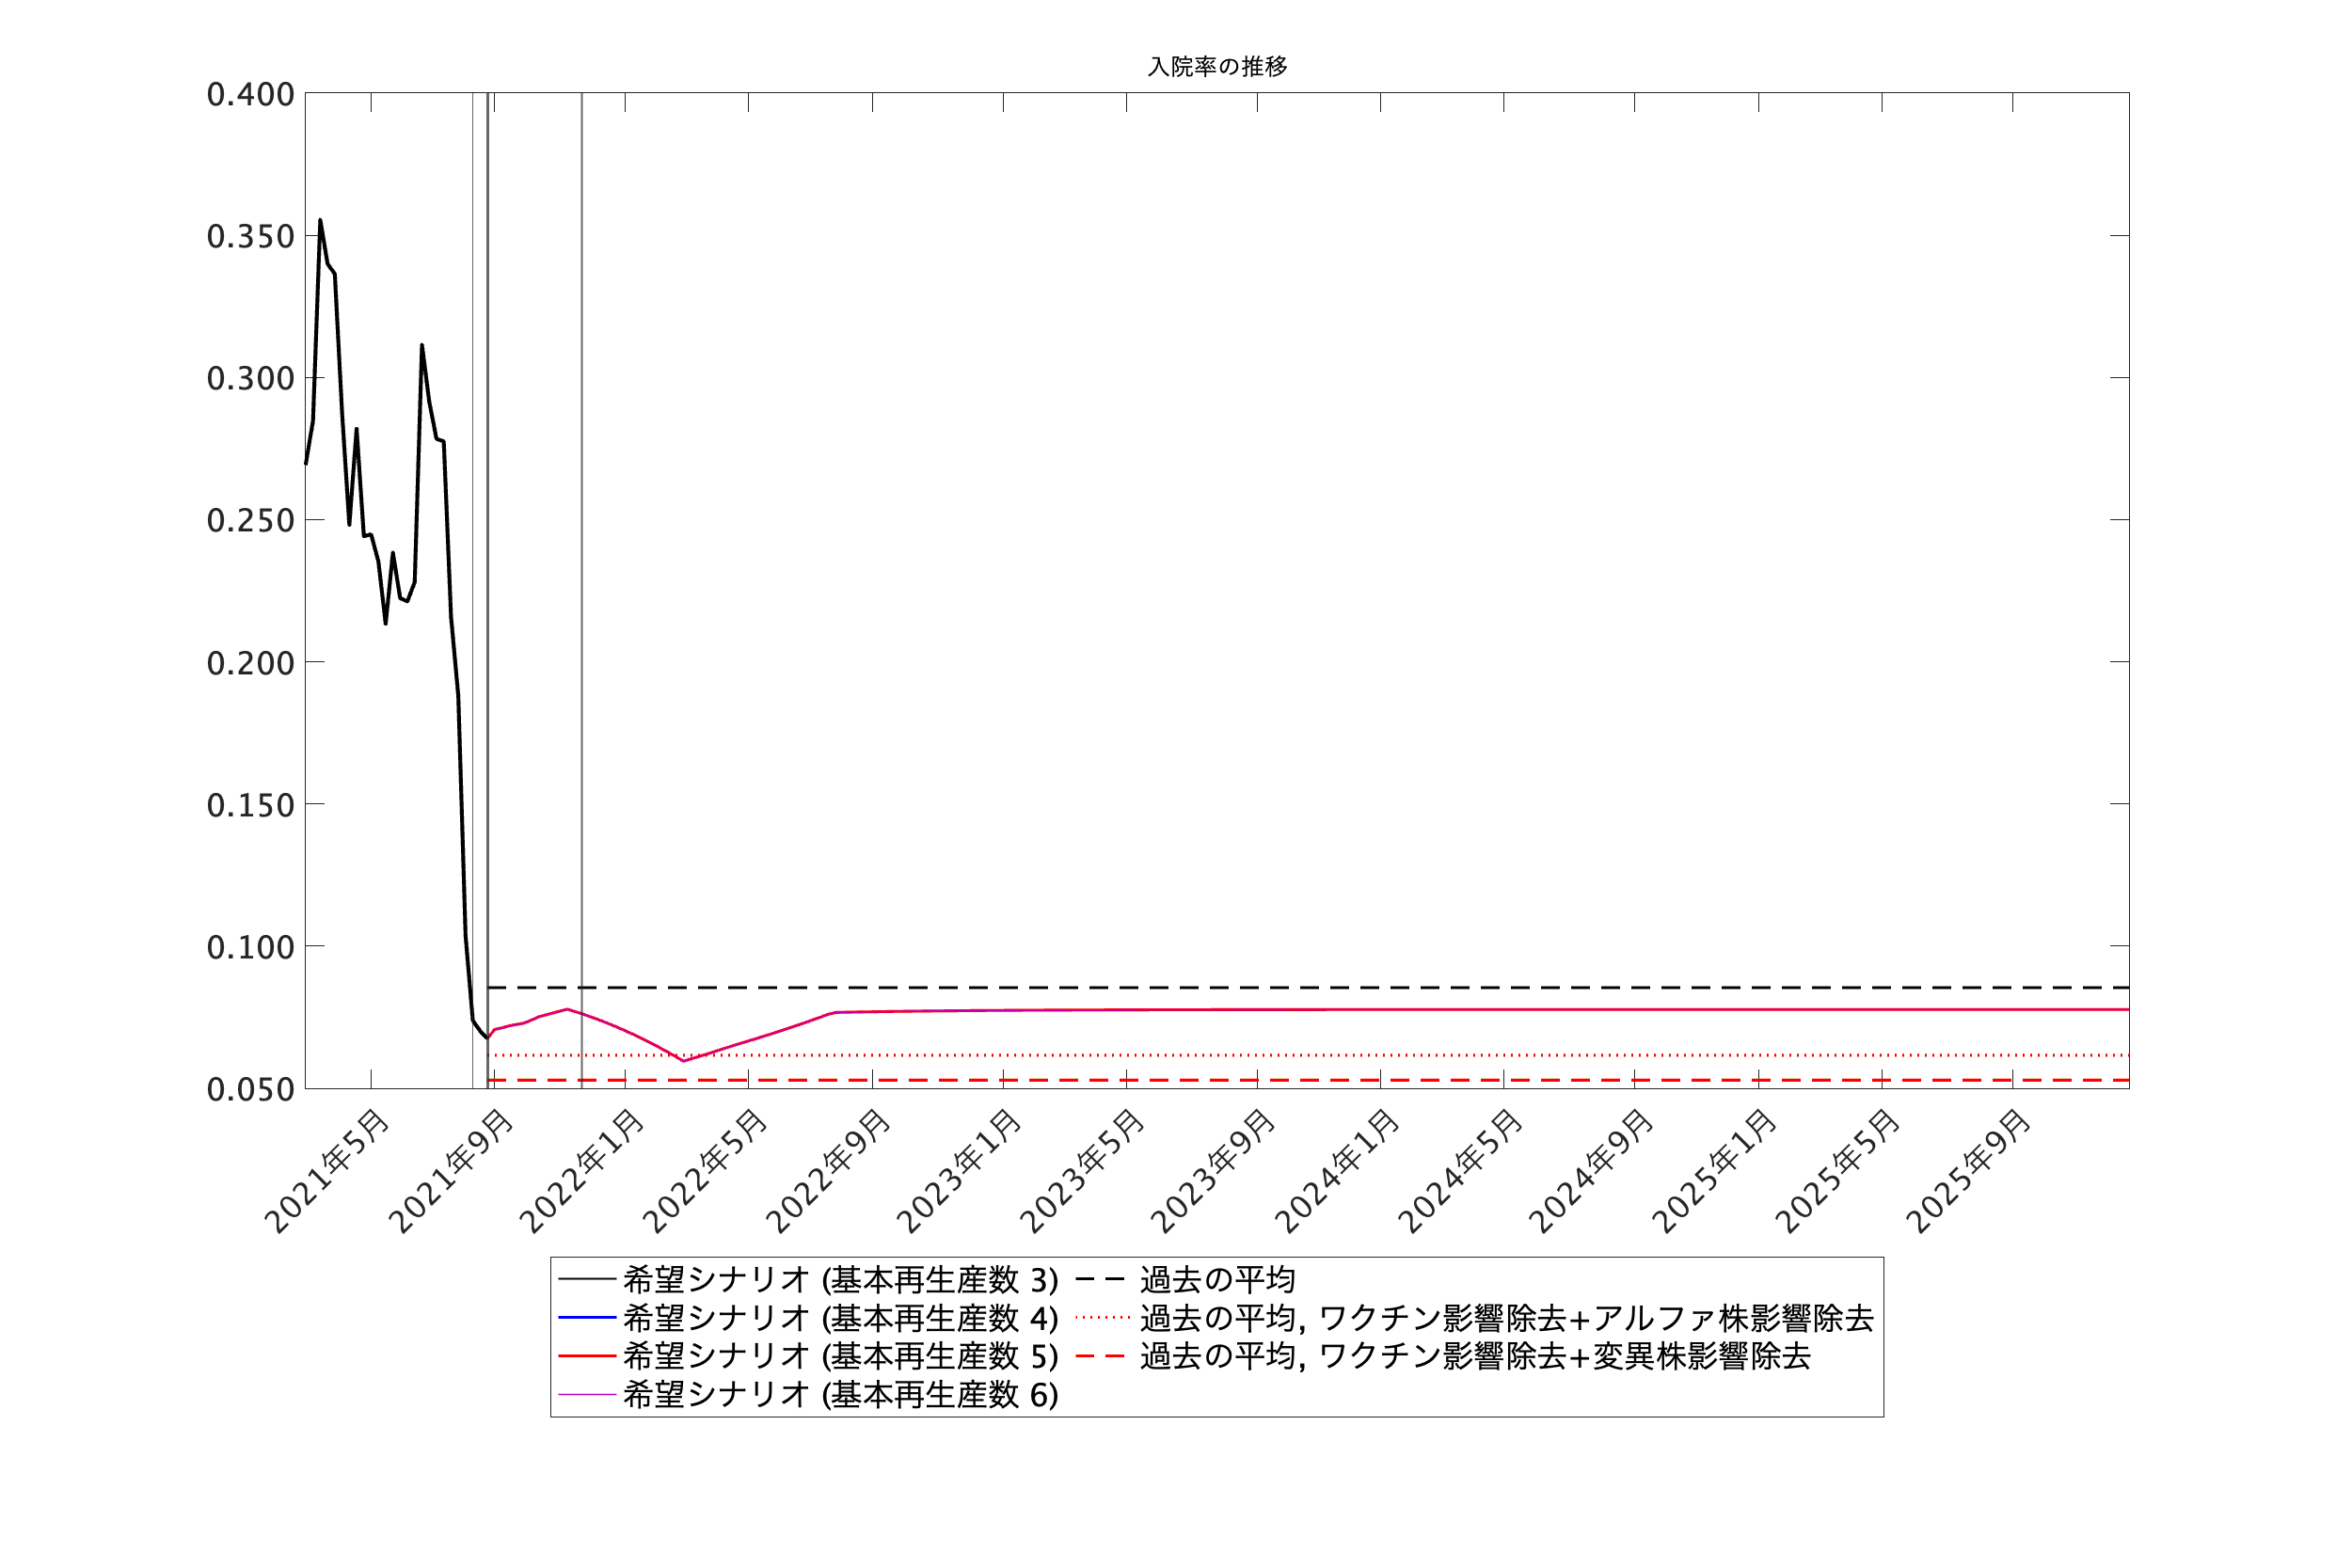 入院率の推移
0.400
0.350
0.300
0.250
0.200
0.150
0.100
0.050
2021年5月
2021年9月
2022年1月
2022年5月
2022年9月
2023年1月
2023年5月
2023年9月
2024年1月
2024年5月
2024年9月
2025年1月
2025年5月
2025年9月
希望シナリオ (基本再生産数 3)
希望シナリオ (基本再生産数 4)
希望シナリオ (基本再生産数 5)
希望シナリオ (基本再生産数 6)
過去の平均
過去の平均, ワクチン影響除去+アルファ株影響除去
過去の平均, ワクチン影響除去+変異株影響除去